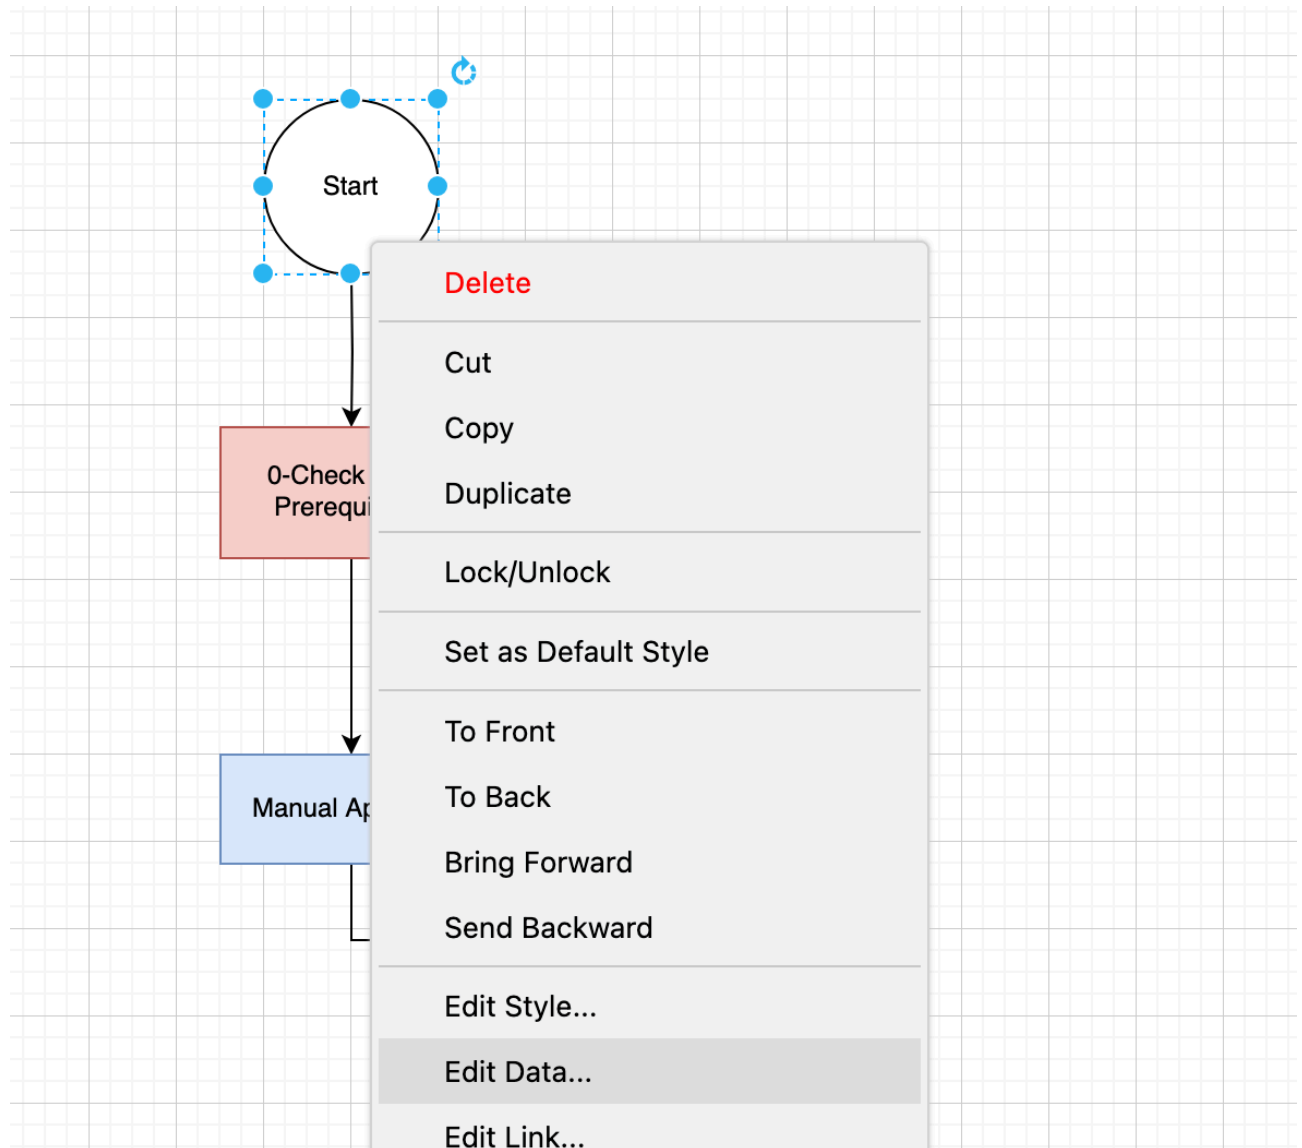 Start
Delete
Cut
Copy
Duplicate
Lock/Unlock
Set as Default Style
To Front
To Back
Bring Forward
Send Backward
Edit Style...
Edit Data...
Edit Link...
0-Check
Prerequi
Manual Ap